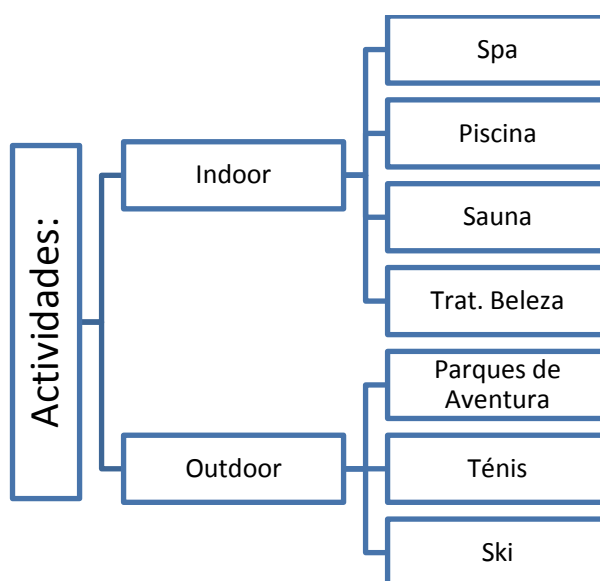 Actividades:
Indoor
Spa
Piscina
Sauna
Trat. Beleza
Outdoor
Parques de
Aventura
Ténis
Ski